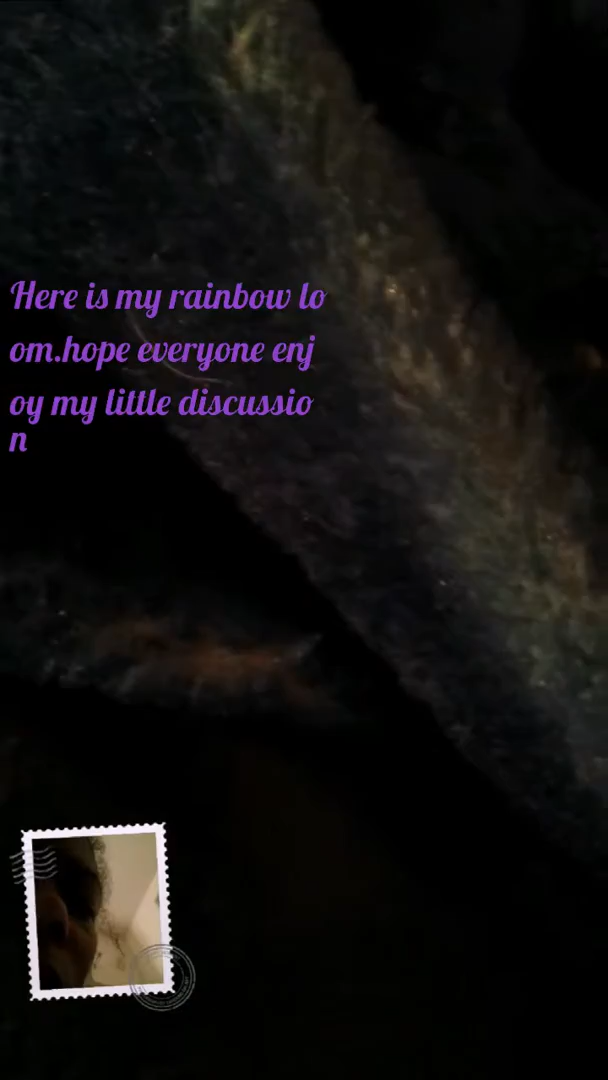 Here is my rainbow lo
om.hope everyone enj
oy my little discussio
n